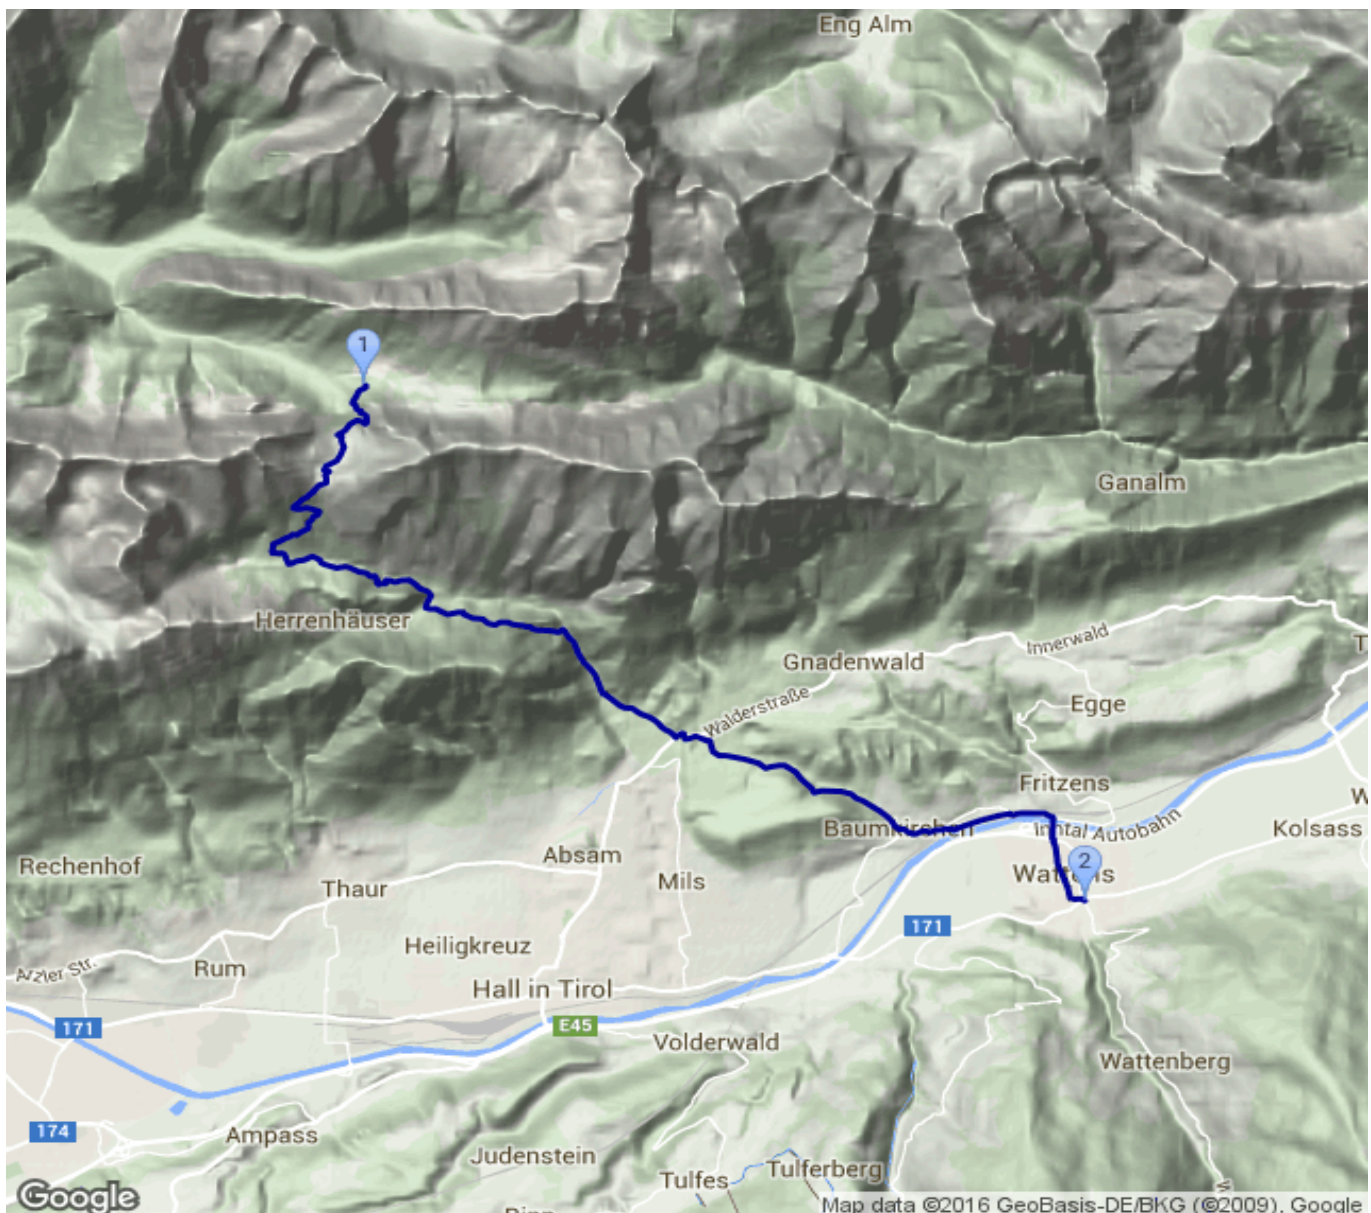 Eng Alm
1
Ganalm
Herrenhäuser
Innerwald
Gnadenwald
Walderstraße
Egge
Fritzens
Baumkirchen
Inntal Autobahn
Kolsass
Absam
Rechenhof
Mils
Wattens
2
Thaur
171
Heiligkreuz
Arzler Str.
Rum
Hall in Tirol
171
E45
Volderwald
Wattenberg
174
Ampass
Judenstein
Tulferberg
Tulfes
Google
Map data ©2016 GeoBasis-DE/BKG (©2009), Google